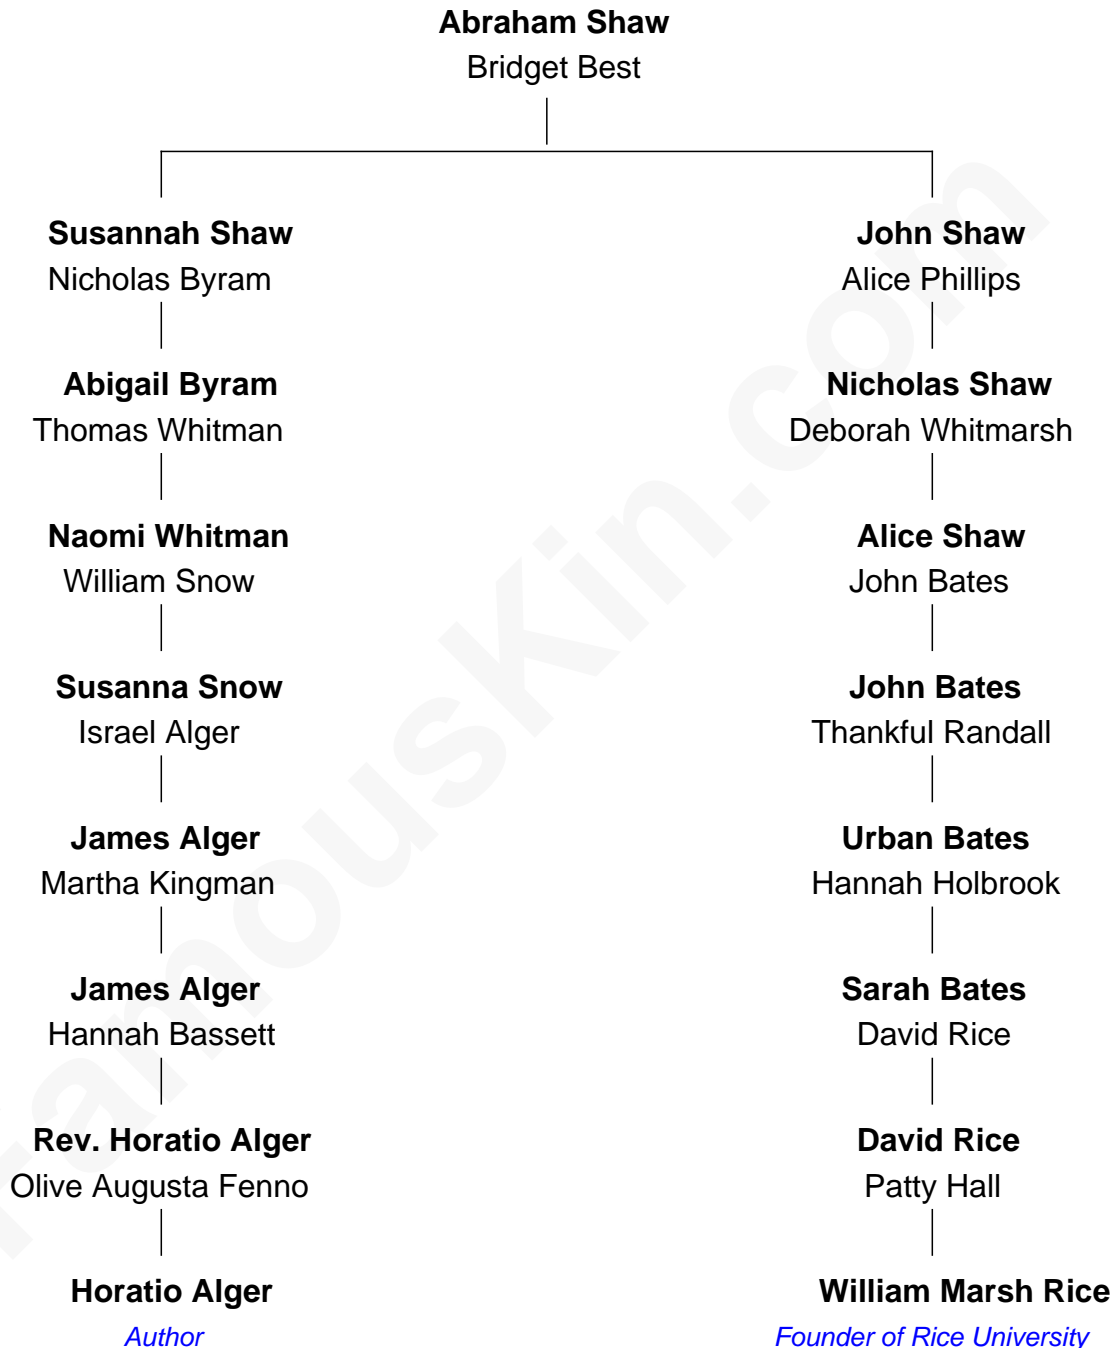 Abraham Shaw
Bridget Best
Susannah Shaw
Nicholas Byram
John Shaw
Alice Phillips
Abigail Byram
Thomas Whitman
Nicholas Shaw
Deborah Whitmarsh
Naomi Whitman
William Snow
Alice Shaw
John Bates
Susanna Snow
Israel Alger
John Bates
Thankful Randall
James Alger
Martha Kingman
Urban Bates
Hannah Holbrook
James Alger
Hannah Bassett
Sarah Bates
David Rice
Rev. Horatio Alger
Olive Augusta Fenno
David Rice
Patty Hall
Horatio Alger
Author
William Marsh Rice
Founder of Rice University
FamousKin.com